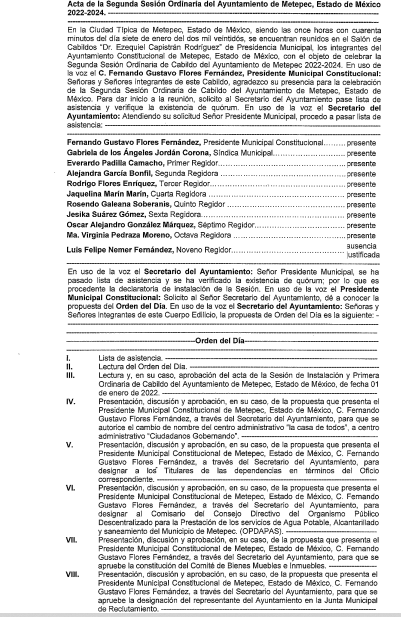 Acta de la Segunda Sesión Ordinaria del Ayuntamiento de Metepec, Estado de México
2022-2024. ---
En la Ciudad Típica de Metepec, Estado de México, siendo las once horas con cuarenta
minutos del día siete de enero del dos mil veintidós, se encuentran reunidos en el Salón de
Cabildos "Dr. Ezequiel Capistrán Rodríguez" de Presidencia Municipal, los integrantes del
Ayuntamiento Constitucional de Metepec, Estado de México, con el objeto de celebrar la
Segunda Sesión Ordinaria de Cabildo del Ayuntamiento de Metepec 2022-2024. En uso de
la voz el C. Fernando Gustavo Flores Fernández, Presidente Municipal Constitucional:
Señoras y Señores integrantes de este Cabildo, agradezco su presencia para la celebración
de la Segunda Sesión Ordinaria de Cabildo del Ayuntamiento de Metepec, Estado de
México. Para dar inicio a la reunión, solicito al Secretario del Ayuntamiento pase lista de
asistencia y verifique la existencia de quórum. En uso de la voz el Secretario del
Ayuntamiento: Atendiendo su solicitud Señor Presidente Municipal, procedo a pasar lista de
asistencia: ---
Fernando Gustavo Flores Fernández, Presidente Municipal Constitucional........ presente
Gabriela de los Ángeles Jordán Corona, Síndica Municipal........................ presente
Everardo Padilla Camacho, Primer Regidor........................................ presente
Alejandra García Bonfil, Segunda Regidora ....................................... presente
Rodrigo Flores Enríquez, Tercer Regidor.......................................... presente
Jaquelina Marín Marín, Cuarta Regidora .......................................... presente
Rosendo Galeana Soberanis, Quinto Regidor ....................................... presente
Jesika Suárez Gómez, Sexta Regidora.............................................. presente
Oscar Alejandro González Márquez, Séptimo Regidor................................ presente
Ma. Virginia Pedraza Moreno, Octava Regidora .................................... presente
Luis Felipe Nemer Fernández, Noveno Regidor...................................... ausencia
justificada
En uso de la voz el Secretario del Ayuntamiento: Señor Presidente Municipal, se ha
pasado lista de asistencia y se ha verificado la existencia de quórum; por lo que es
procedente la declaratoria de instalación de la Sesión. En uso de la voz el Presidente
Municipal Constitucional: Solicito al Señor Secretario del Ayuntamiento, dé a conocer la
propuesta del Orden del Día. En uso de la voz el Secretario del Ayuntamiento: Señoras y
Señores Integrantes de este Cuerpo Edilicio, la propuesta de Orden del Día es la siguiente: -
---Orden del Día---
I. Lista de asistencia. ---
II. Lectura del Orden del Día. ---
III. Lectura y, en su caso, aprobación del acta de la Sesión de Instalación y Primera
Ordinaria de Cabildo del Ayuntamiento de Metepec, Estado de México, de fecha 01
de enero de 2022. ---
IV. Presentación, discusión y aprobación, en su caso, de la propuesta que presenta el
Presidente Municipal Constitucional de Metepec, Estado de México, C. Fernando
Gustavo Flores Fernández, a través del Secretario del Ayuntamiento, para que se
autorice el cambio de nombre del centro administrativo "la casa de todos", a centro
administrativo "Ciudadanos Gobernando". ---
V. Presentación, discusión y aprobación, en su caso, de la propuesta que presenta el
Presidente Municipal Constitucional de Metepec, Estado de México, C. Fernando
Gustavo Flores Fernández, a través del Secretario del Ayuntamiento, para
designar a los Titulares de las dependencias en términos del Oficio
correspondiente. ---
VI. Presentación, discusión y aprobación, en su caso, de la propuesta que presenta el
Presidente Municipal Constitucional de Metepec, Estado de México, C. Fernando
Gustavo Flores Fernández, a través del Secretario del Ayuntamiento, para
designar al Comisario del Consejo Directivo del Organismo Público
Descentralizado para la Prestación de los servicios de Agua Potable, Alcantarillado
y saneamiento del Municipio de Metepec. (OPDAPAS). ---
VII. Presentación, discusión y aprobación, en su caso, de la propuesta que presenta el
Presidente Municipal Constitucional de Metepec, Estado de México, C. Fernando
Gustavo Flores Fernández, a través del Secretario del Ayuntamiento, para que se
apruebe la constitución del Comité de Bienes Muebles e Inmuebles. ---
VIII. Presentación, discusión y aprobación, en su caso, de la propuesta que presenta el
Presidente Municipal Constitucional de Metepec, Estado de México, C. Fernando
Gustavo Flores Fernández, a través del Secretario del Ayuntamiento, para que se
apruebe la designación del representante del Ayuntamiento en la Junta Municipal
de Reclutamiento. ---